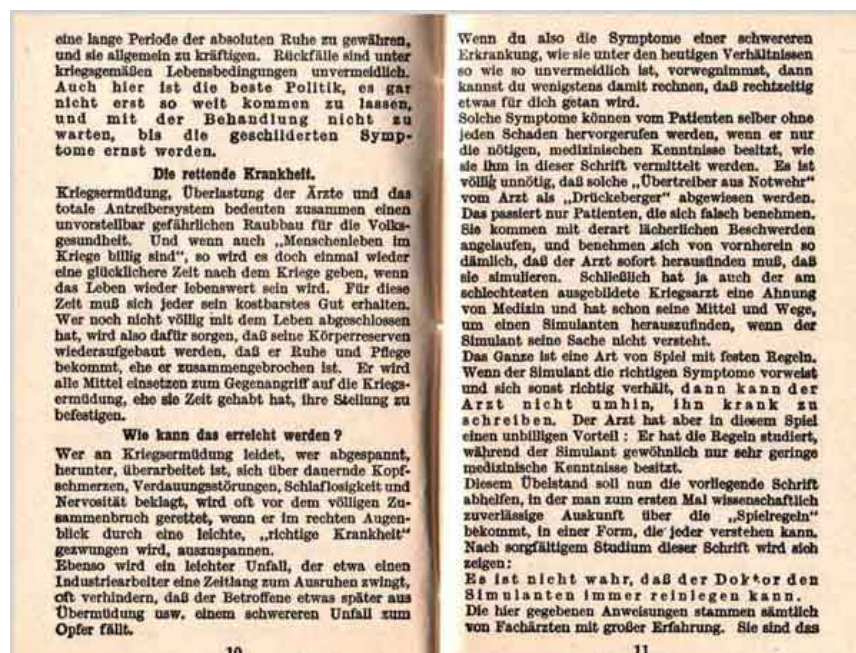 eine lange Periode der absoluten Ruhe zu gewähren,
und sie allgemein zu kräftigen. Rückfälle sind unter
kriegsgemäßen Lebensbedingungen unvermeidlich.
Auch hier ist die beste Politik, es gar
nicht erst so weit kommen zu lassen,
und mit der Behandlung nicht zu
warten, bis die geschilderten Symp-
tome ernst werden.
Die rettende Krankheit.
Kriegsermüdung, Überlastung der Ärzte und das
totale Antreibersystem bedeuten zusammen einen
unvorstellbar gefährlichen Raubbau für die Volks-
gesundheit. Und wenn auch „Menschenleben im
Kriege billig sind“, so wird es doch einmal wieder
eine glücklichere Zeit nach dem Kriege geben, wenn
das Leben wieder lebenswert sein wird. Für diese
Zeit muß sich jeder sein kostbarstes Gut erhalten.
Wer noch nicht völlig mit dem Leben abgeschlossen
hat, wird also dafür sorgen, daß seine Körperreserven
wiederaufgebaut werden, daß er Ruhe und Pflege
bekommt, ehe er zusammengebrochen ist. Er wird
alle Mittel einsetzen zum Gegenangriff auf die Kriegs-
ermüdung, ehe sie Zeit gehabt hat, ihre Stellung zu
befestigen.
Wie kann das erreicht werden?
Wer an Kriegsermüdung leidet, wer abgespannt,
herunter, überarbeitet ist, sich über dauernde Kopf-
schmerzen, Verdauungsstörungen, Schlaflosigkeit und
Nervosität beklagt, wird oft vor dem völligen Zu-
sammenbruch gerettet, wenn er im rechten Augen-
blick durch eine leichte, „richtige Krankheit“
gezwungen wird, auszuspannen.
Ebenso wird ein leichter Unfall, der etwa einen
Industriearbeiter eine Zeitlang zum Ausruhen zwingt,
oft verhindern, daß der Betroffene etwas später aus
Übermüdung usw. einem schwereren Unfall zum
Opfer fällt.
10
Wenn du also die Symptome einer schwereren
Erkrankung, wie sie unter den heutigen Verhältnissen
so wie so unvermeidlich ist, vorwegnimmst, dann
kannst du wenigstens damit rechnen, daß rechtzeitig
etwas für dich getan wird.
Solche Symptome können vom Patienten selber ohne
jeden Schaden hervorgerufen werden, wenn er nur
die nötigen, medizinischen Kenntnisse besitzt, wie
sie ihm in dieser Schrift vermittelt werden. Es ist
völlig unnötig, daß solche „Übertreiber aus Notwehr“
vom Arzt als „Drückeberger“ abgewiesen werden.
Das passiert nur Patienten, die sich falsch benehmen.
Sie kommen mit derart lächerlichen Beschwerden
angelaufen, und benehmen sich von vornherein so
dämlich, daß der Arzt sofort herausfinden muß, daß
sie simulieren. Schließlich hat ja auch der am
schlechtesten ausgebildete Kriegsarzt eine Ahnung
von Medizin und hat schon seine Mittel und Wege,
um einen Simulanten herauszufinden, wenn der
Simulant seine Sache nicht versteht.
Das Ganze ist eine Art von Spiel mit festen Regeln.
Wenn der Simulant die richtigen Symptome vorweist
und sich sonst richtig verhält, dann kann der
Arzt nicht umhin, ihn krank zu
schreiben. Der Arzt hat aber in diesem Spiel
einen unbilligen Vorteil: Er hat die Regeln studiert,
während der Simulant gewöhnlich nur sehr geringe
medizinische Kenntnisse besitzt.
Diesem Übelstand soll nun die vorliegende Schrift
abhelfen, in der man zum ersten Mal wissenschaftlich
zuverlässige Auskunft über die „Spielregeln“
bekommt, in einer Form, die jeder verstehen kann.
Nach sorgfältigem Studium dieser Schrift wird sich
zeigen:
Es ist nicht wahr, daß der Doktor den
Simulanten immer reinlegen kann.
Die hier gegebenen Anweisungen stammen sämtlich
von Fachärzten mit großer Erfahrung. Sie sind das
11